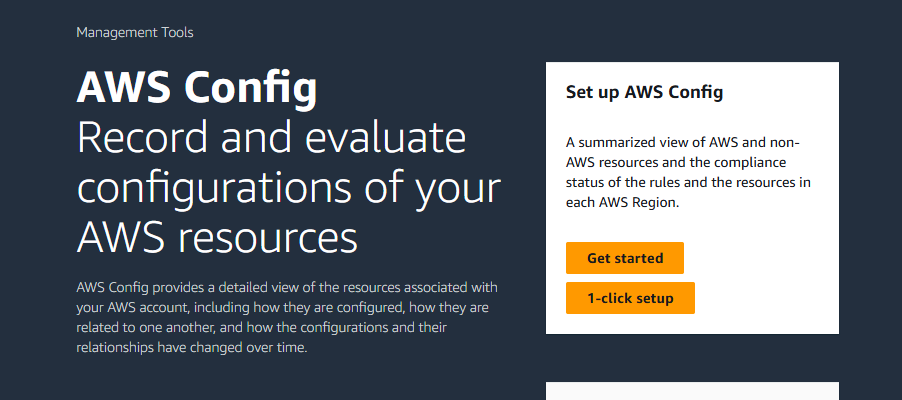 Management Tools
AWS Config
Record and evaluate
configurations of your
AWS resources
AWS Config provides a detailed view of the resources associated with
your AWS account, including how they are configured, how they are
related to one another, and how the configurations and their
relationships have changed over time.
Set up AWS Config
A summarized view of AWS and non-
AWS resources and the compliance
status of the rules and the resources in
each AWS Region.
Get started
1-click setup